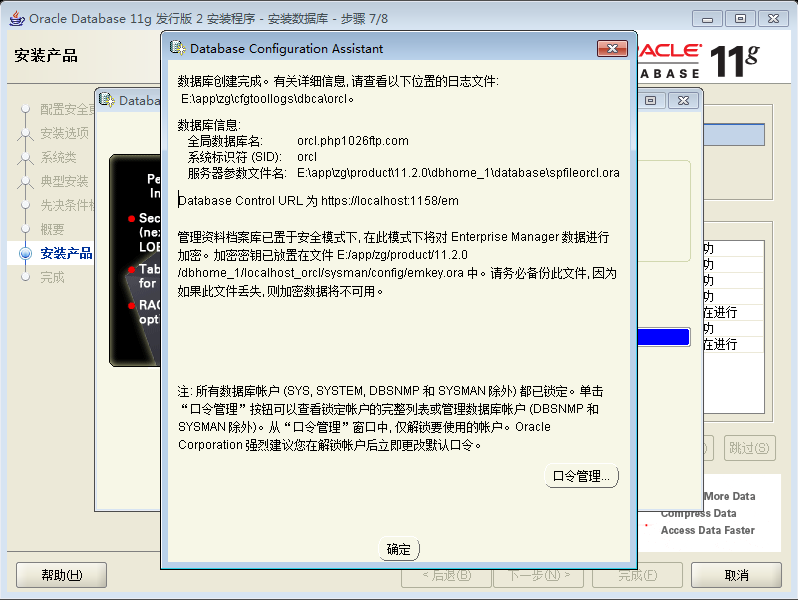 Oracle Database 11g 发行版 2 安装程序 - 安装数据库 - 步骤 7/8
安装产品
ORACLE
DATABASE 11g
配置安全更
安装选项
系统类
典型安装
先决条件检
概要
安装产品
完成
Databa
Database Configuration Assistant
数据库创建完成。有关详细信息, 请查看以下位置的日志文件:
E:\app\zg\cfgtoollogs\dbca\orcl。
数据库信息:
全局数据库名: orcl.php1026ftp.com
系统标识符 (SID): orcl
服务器参数文件名: E:\app\zg\product\11.2.0\dbhome_1\database\spfileorcl.ora
Database Control URL 为 https://localhost:1158/em
管理资料档案库已置于安全模式下, 在此模式下将对 Enterprise Manager 数据进行
加密。加密密钥已放置在文件 E:/app/zg/product/11.2.0
/dbhome_1/localhost_orcl/sysman/config/emkey.ora 中。请务必备份此文件, 因为
如果此文件丢失, 则加密数据将不可用。
注: 所有数据库帐户 (SYS, SYSTEM, DBSNMP 和 SYSMAN 除外) 都已锁定。单击
“口令管理”按钮可以查看锁定帐户的完整列表或管理数据库帐户 (DBSNMP 和
SYSMAN 除外)。从“口令管理”窗口中, 仅解锁要使用的帐户。Oracle
Corporation 强烈建议您在解锁帐户后立即更改默认口令。
口令管理...
确定
Pe
In
Sec
(nex
LOB
Tab
for
RAC
opti
功
功
功
功
在进行
功
在进行
跳过(S)
More Data
Compress Data
Access Data Faster
帮助(H)
< 后退(B)
下一步(N) >
完成(F)
取消